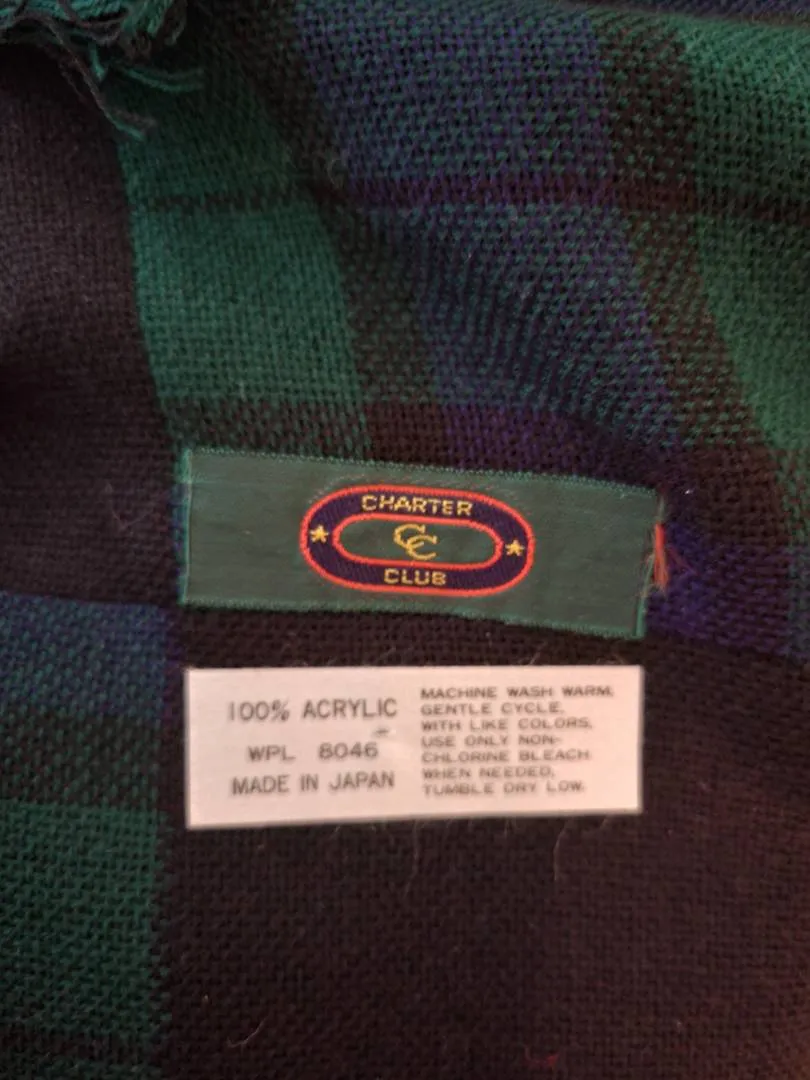 CHARTER
CC
CLUB
100% ACRYLIC
WPL 8046
MADE IN JAPAN
MACHINE WASH WARM,
GENTLE CYCLE,
WITH LIKE COLORS,
USE ONLY NON-
CHLORINE BLEACH
WHEN NEEDED,
TUMBLE DRY LOW.